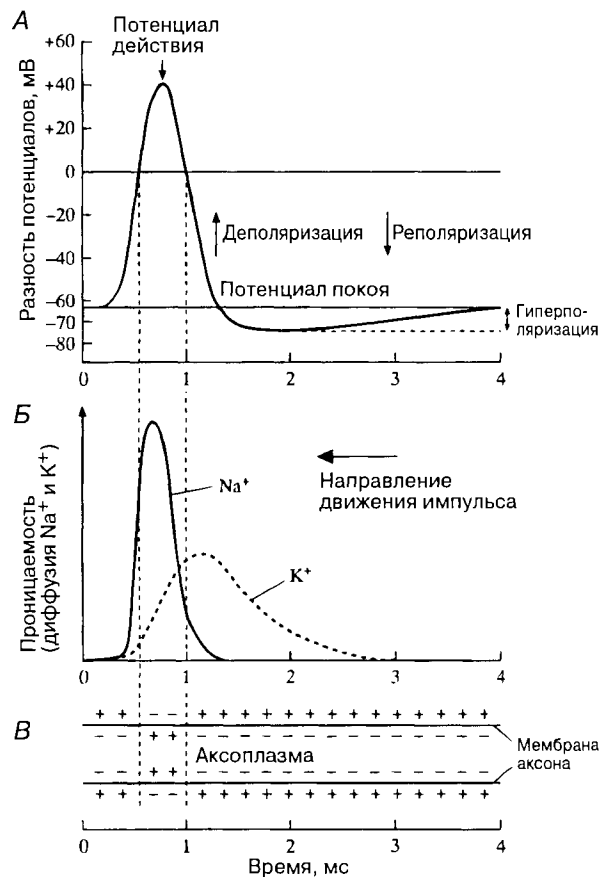 А
Потенциал
действия
Разность потенциалов, мВ
+60
+40
+20
0
−20
−40
−60
−70
−80
Деполяризация
Реполяризация
Потенциал покоя
Гиперпо-
ляризация
0 1 2 3 4
Б
Проницаемость
(диффузия Na⁺ и K⁺)
Na⁺
K⁺
Направление
движения импульса
0 1 2 3 4
В
+ + − − + + + + + + + + + + + + +
− − + + − − − − − − − − − − − − −
Аксоплазма
Мембрана
аксона
− − + + − − − − − − − − − − − − −
+ + − − + + + + + + + + + + + + +
0 1 2 3 4
Время, мс